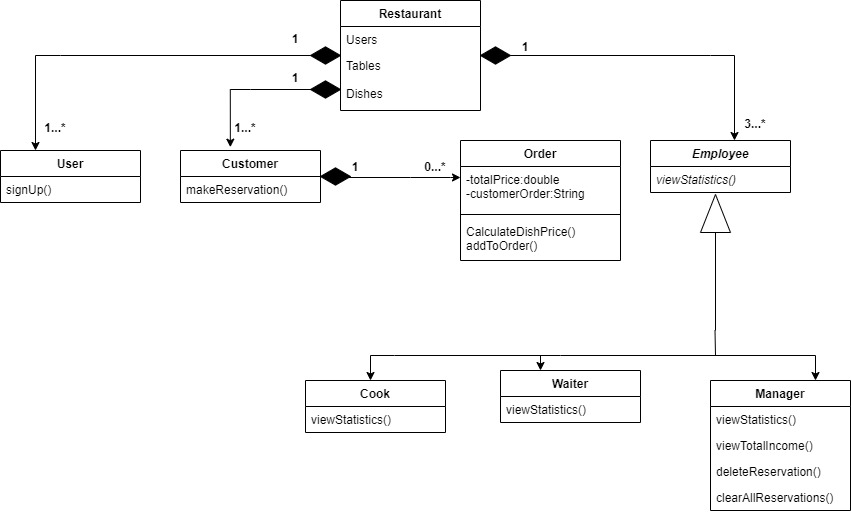 Restaurant
Users
Tables
Dishes
1
1
1
1...*
1...*
3...*
User
signUp()
Customer
makeReservation()
1
0...*
Order
-totalPrice:double
-customerOrder:String
CalculateDishPrice()
addToOrder()
Employee
viewStatistics()
Cook
viewStatistics()
Waiter
viewStatistics()
Manager
viewStatistics()
viewTotalIncome()
deleteReservation()
clearAllReservations()